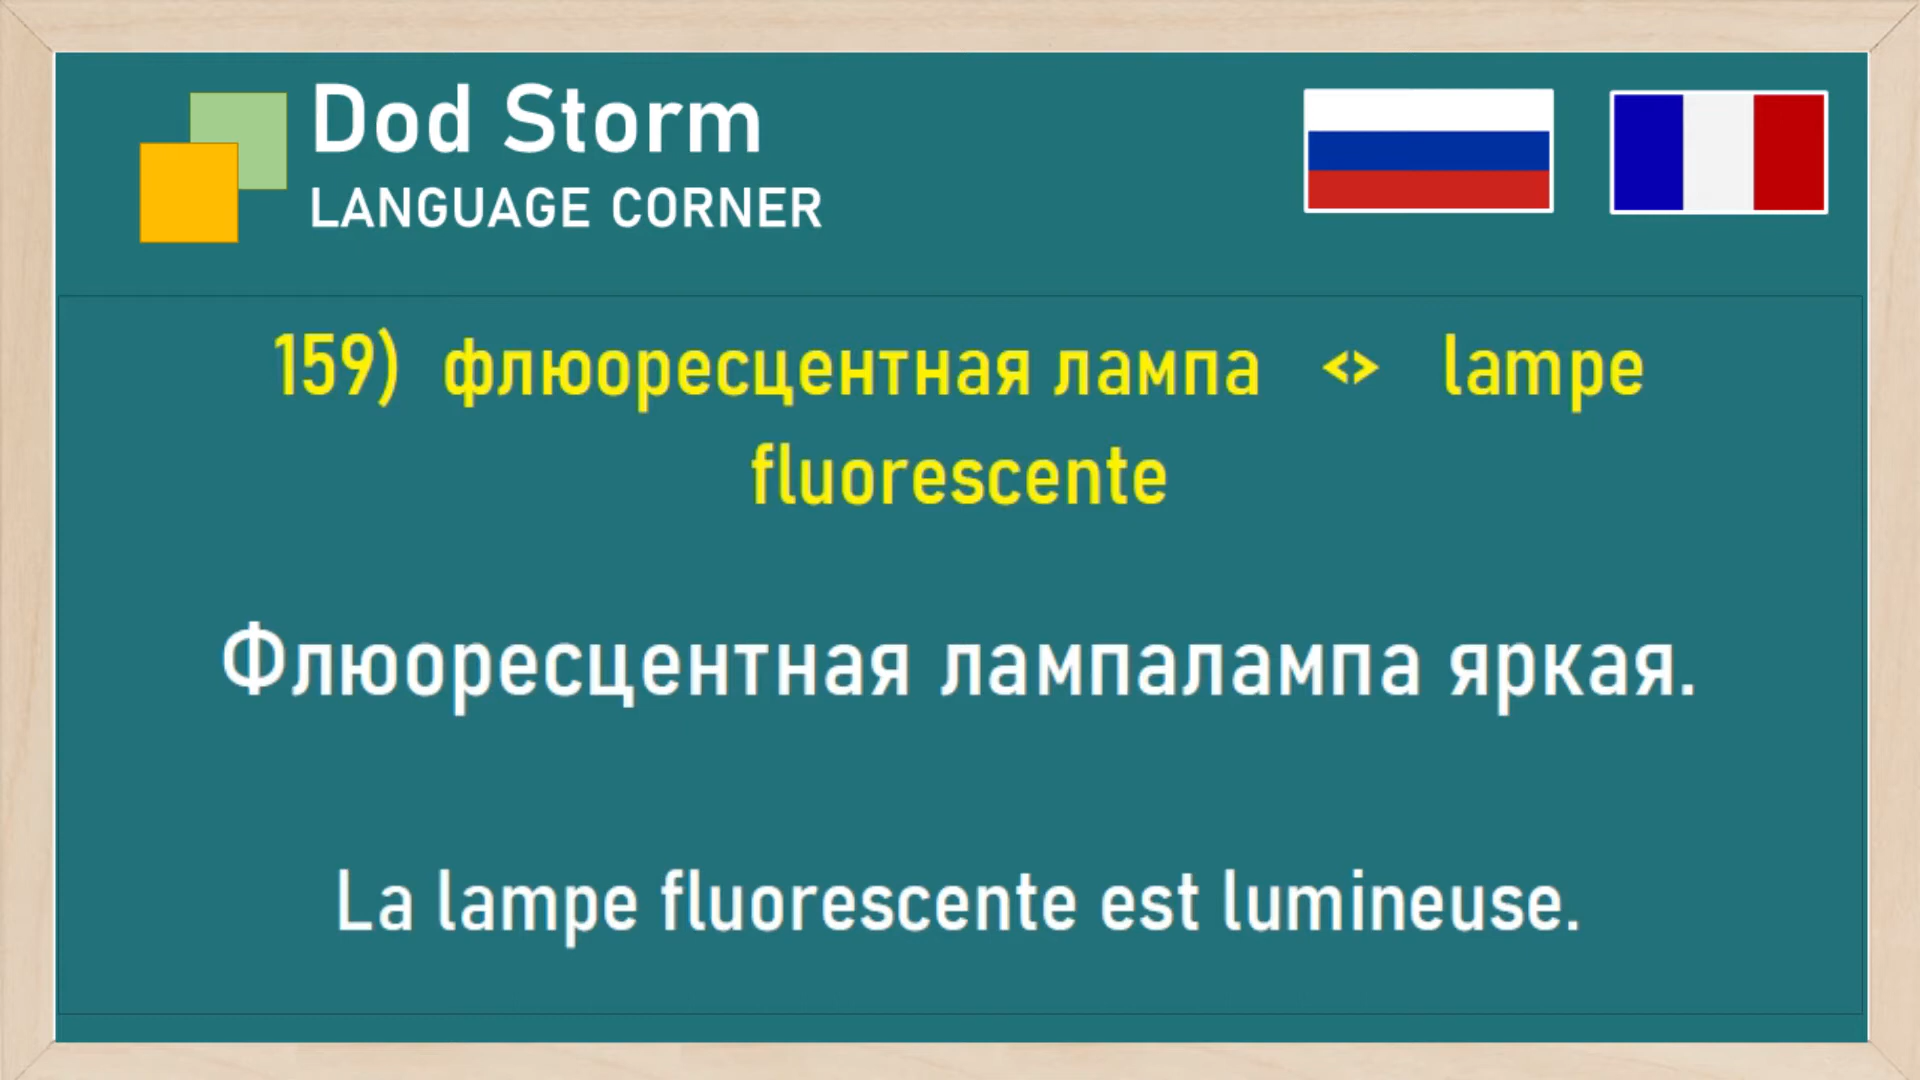 Dod Storm
LANGUAGE CORNER
159) флюоресцентная лампа <> lampe
fluorescente
Флюоресцентная лампалампа яркая.
La lampe fluorescente est lumineuse.